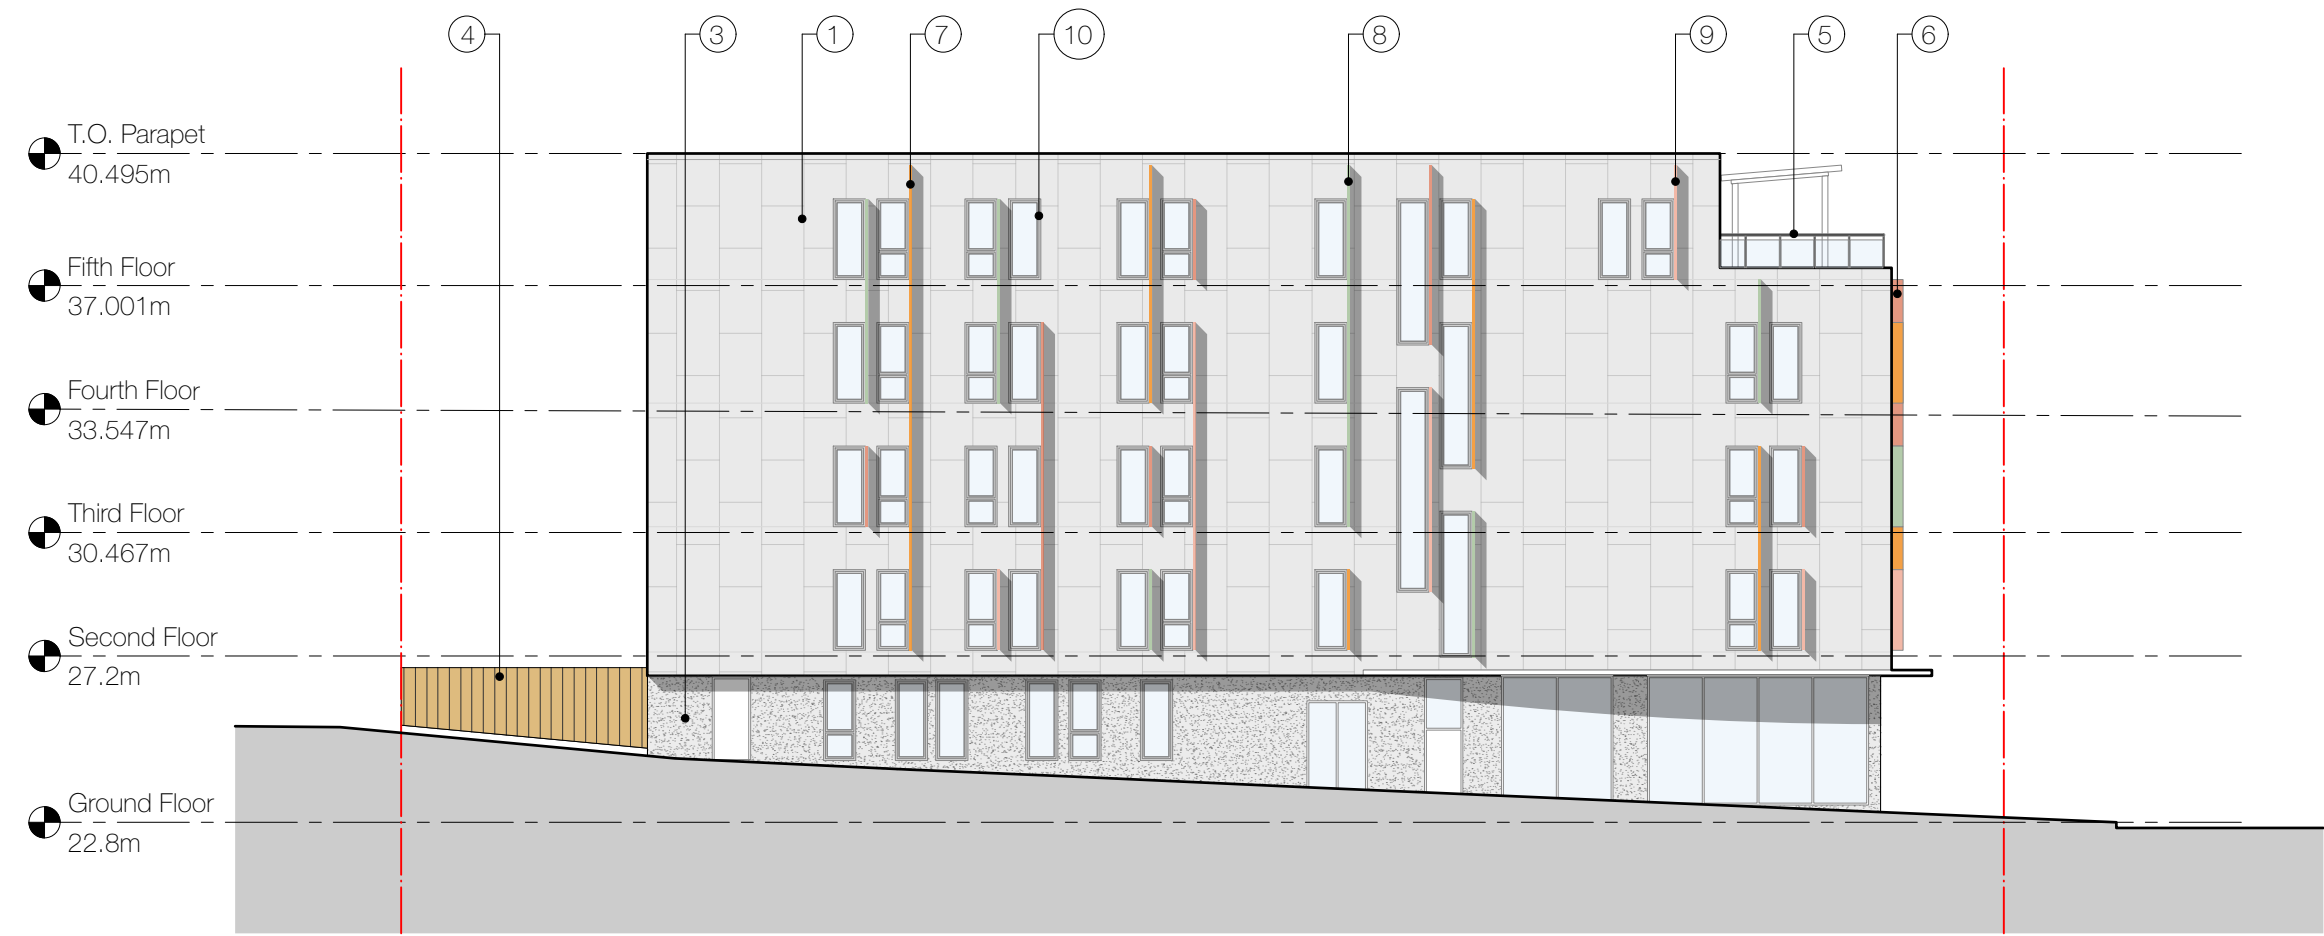 4
3
1
7
10
8
9
5
6
T.O. Parapet
40.495m
Fifth Floor
37.001m
Fourth Floor
33.547m
Third Floor
30.467m
Second Floor
27.2m
Ground Floor
22.8m